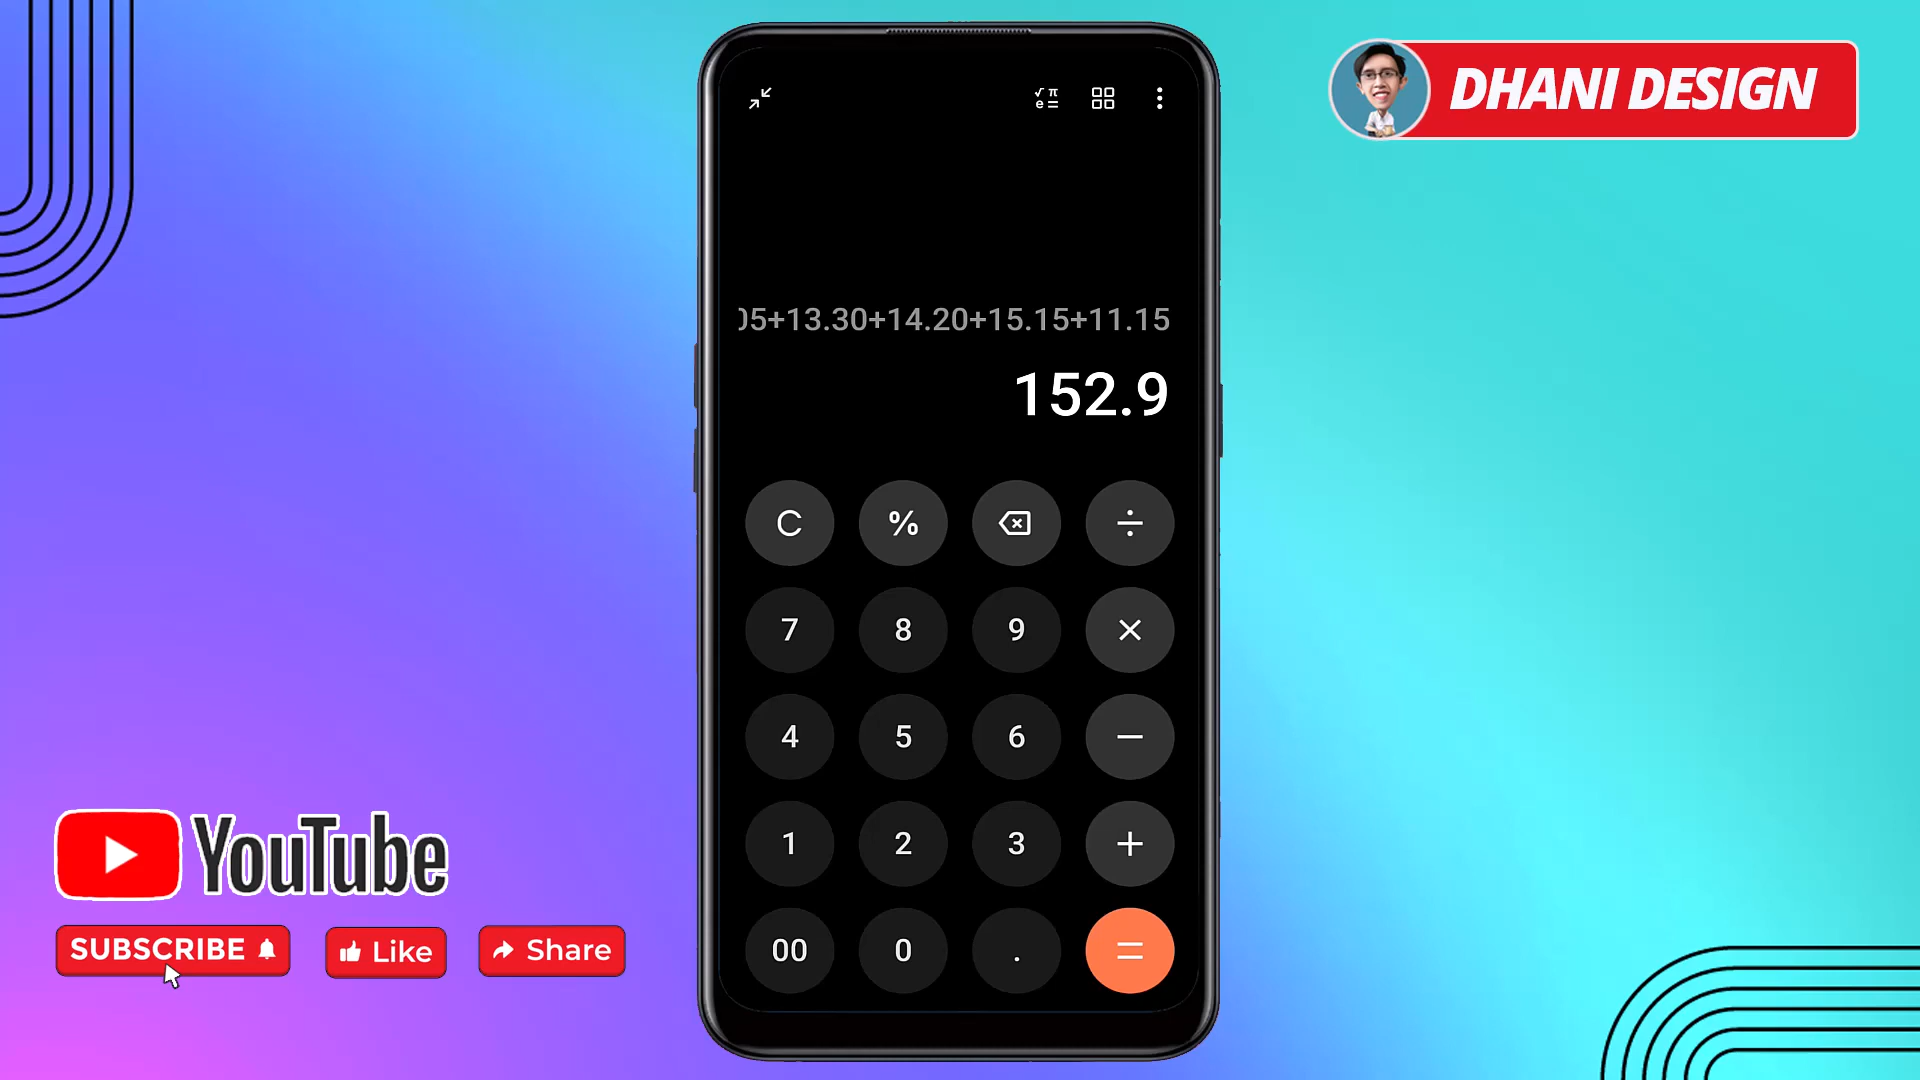 DHANI DESIGN
√π
e=
05+13.30+14.20+15.15+11.15
152.9
C % ÷
7 8 9 ×
4 5 6 −
1 2 3 +
00 0 . =
YouTube
SUBSCRIBE Like Share